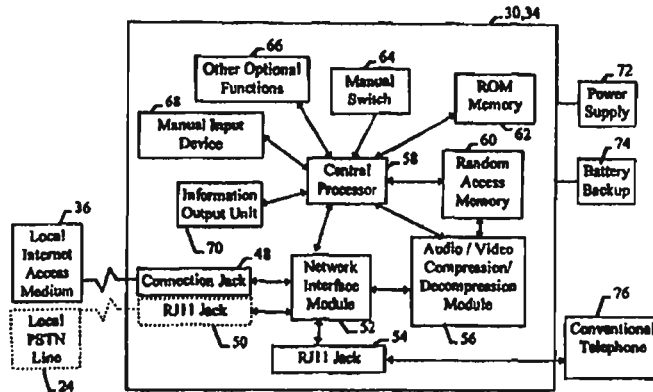 30,34
66
Other Optional
Functions
64
Manual
Switch
ROM
Memory
62
72
Power
Supply
68
Manual Input
Device
58
Central
Processor
60
Random
Access
Memory
74
Battery
Backup
Information
Output Unit
70
36
Local
Internet
Access
Medium
48
Connection Jack
RJ11 Jack
50
Network
Interface
Module
52
Audio / Video
Compression/
Decompression
Module
56
54
RJ11 Jack
76
Conventional
Telephone
Local
PSTN
Line
24